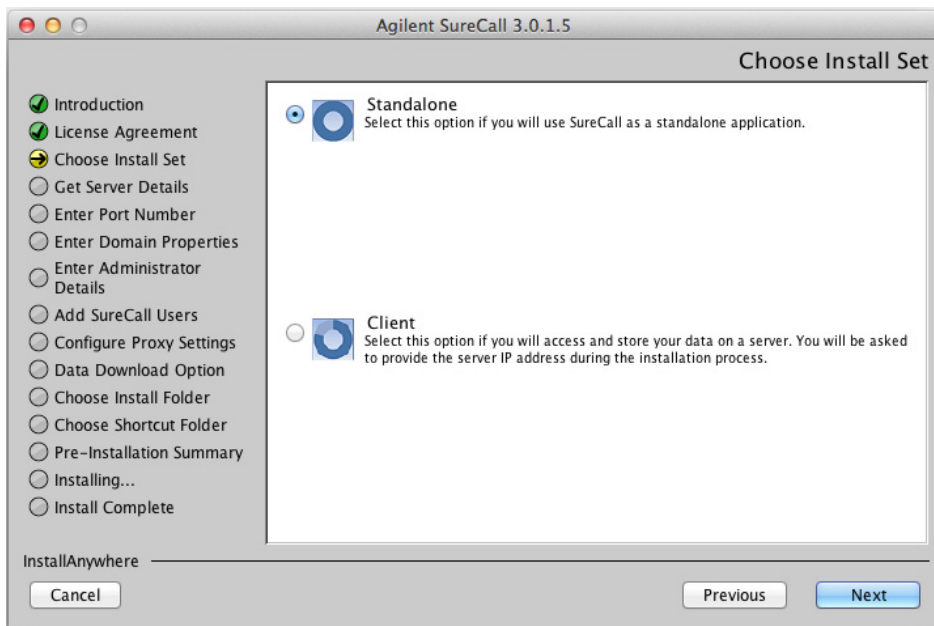 Agilent SureCall 3.0.1.5
Choose Install Set
Introduction
License Agreement
Choose Install Set
Get Server Details
Enter Port Number
Enter Domain Properties
Enter Administrator
Details
Add SureCall Users
Configure Proxy Settings
Data Download Option
Choose Install Folder
Choose Shortcut Folder
Pre-Installation Summary
Installing...
Install Complete
Standalone
Select this option if you will use SureCall as a standalone application.
Client
Select this option if you will access and store your data on a server. You will be asked
to provide the server IP address during the installation process.
InstallAnywhere
Cancel
Previous
Next